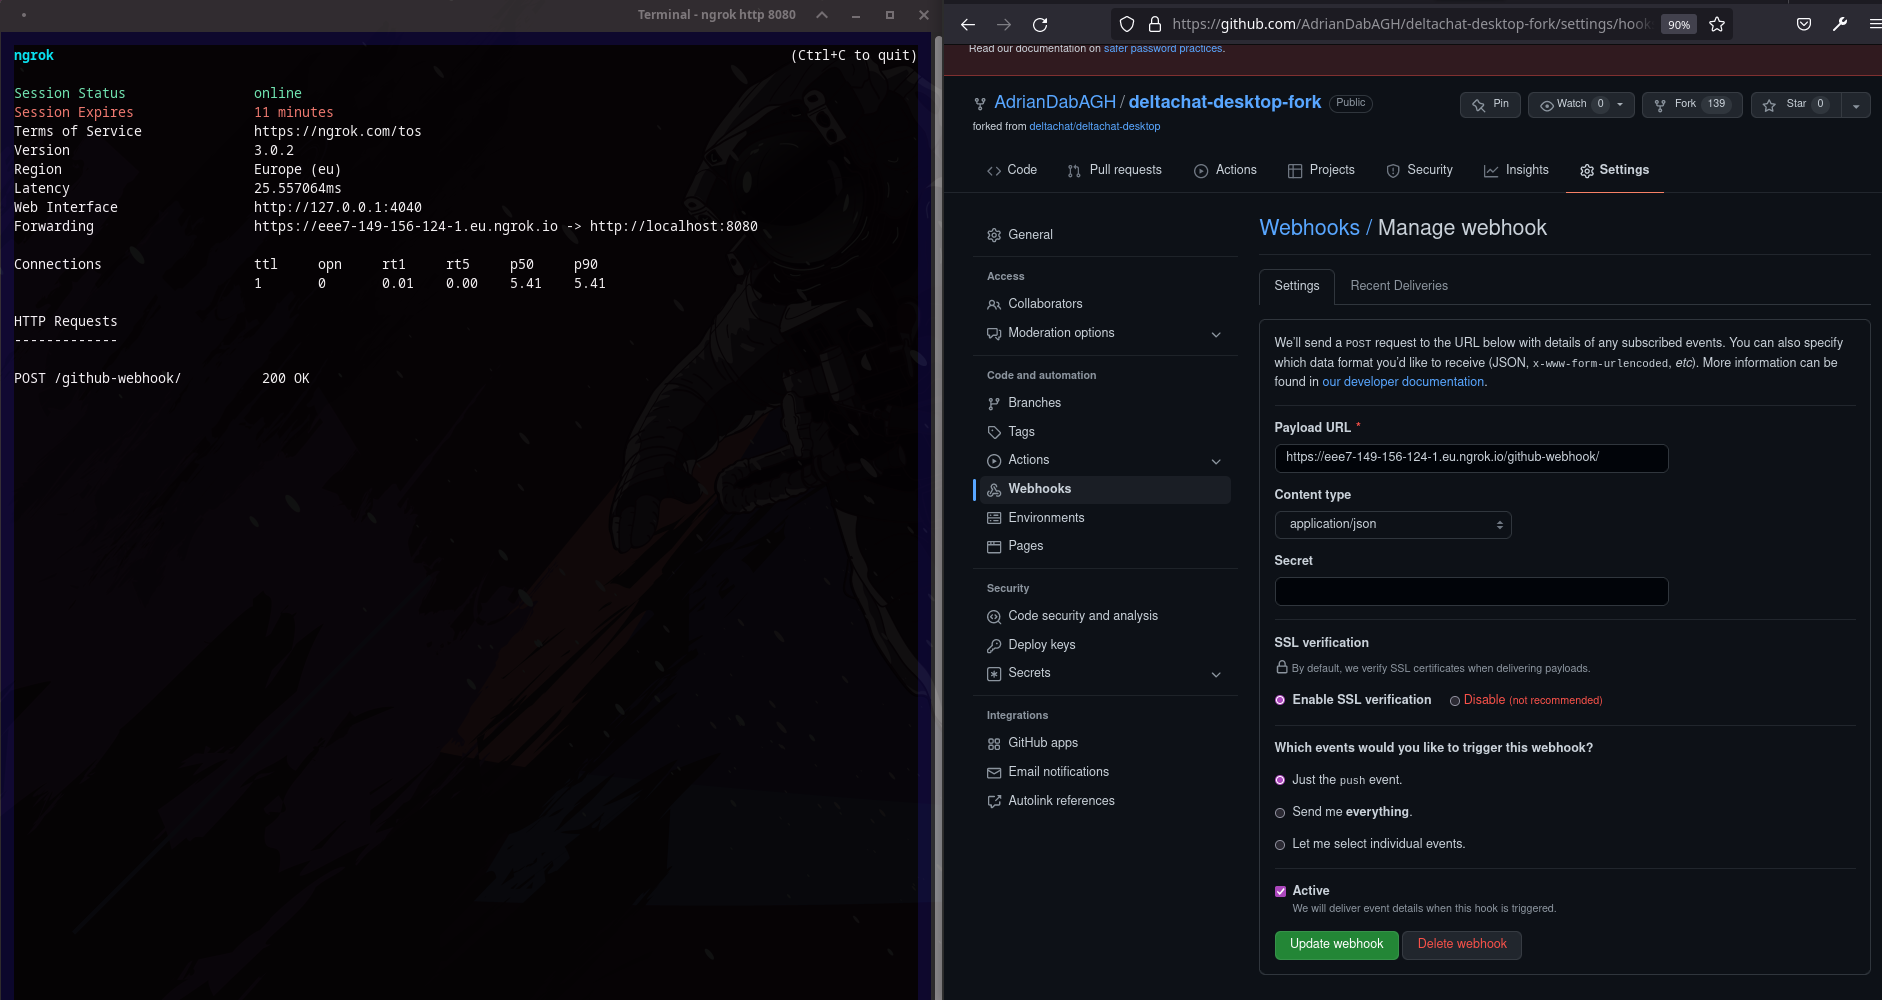 Terminal - ngrok http 8080
ngrok (Ctrl+C to quit)
Session Status online
Session Expires 11 minutes
Terms of Service https://ngrok.com/tos
Version 3.0.2
Region Europe (eu)
Latency 25.557064ms
Web Interface http://127.0.0.1:4040
Forwarding https://eee7-149-156-124-1.eu.ngrok.io -> http://localhost:8080
Connections ttl opn rt1 rt5 p50 p90
1 0 0.01 0.00 5.41 5.41
HTTP Requests
-------------
POST /github-webhook/ 200 OK
https://github.com/AdrianDabAGH/deltachat-desktop-fork/settings/hook
90%
Read our documentation on safer password practices.
AdrianDabAGH / deltachat-desktop-fork Public
Pin Watch 0 Fork 139 Star 0
forked from deltachat/deltachat-desktop
Code Pull requests Actions Projects Security Insights Settings
General
Access
Collaborators
Moderation options
Code and automation
Branches
Tags
Actions
Webhooks
Environments
Pages
Security
Code security and analysis
Deploy keys
Secrets
Integrations
GitHub apps
Email notifications
Autolink references
Webhooks / Manage webhook
Settings Recent Deliveries
We'll send a POST request to the URL below with details of any subscribed events. You can also specify
which data format you'd like to receive (JSON, x-www-form-urlencoded, etc). More information can be
found in our developer documentation.
Payload URL *
https://eee7-149-156-124-1.eu.ngrok.io/github-webhook/
Content type
application/json
Secret
SSL verification
By default, we verify SSL certificates when delivering payloads.
Enable SSL verification Disable (not recommended)
Which events would you like to trigger this webhook?
Just the push event.
Send me everything.
Let me select individual events.
Active
We will deliver event details when this hook is triggered.
Update webhook Delete webhook